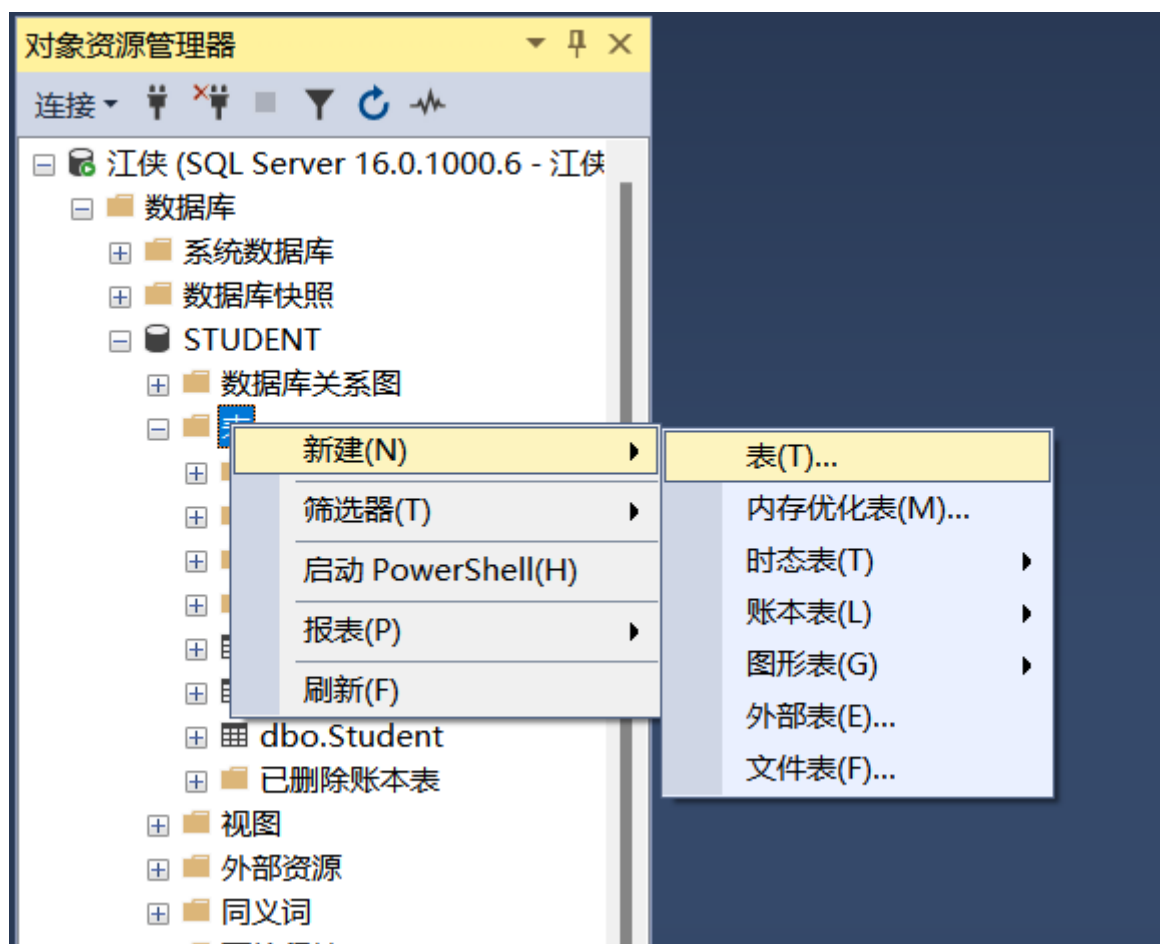 对象资源管理器
连接
江侠 (SQL Server 16.0.1000.6 - 江侠
数据库
系统数据库
数据库快照
STUDENT
数据库关系图
表
新建(N)
筛选器(T)
启动 PowerShell(H)
报表(P)
刷新(F)
表(T)...
内存优化表(M)...
时态表(T)
账本表(L)
图形表(G)
外部表(E)...
文件表(F)...
dbo.Student
已删除账本表
视图
外部资源
同义词